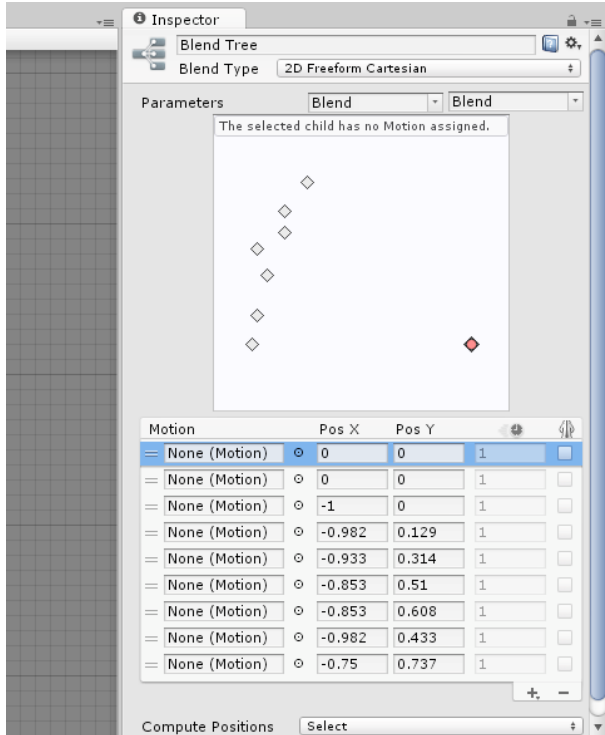 Inspector
Blend Tree
Blend Type 2D Freeform Cartesian
Parameters Blend Blend
The selected child has no Motion assigned.
Motion Pos X Pos Y
None (Motion) 0 0 1
None (Motion) 0 0 1
None (Motion) -1 0 1
None (Motion) -0.982 0.129 1
None (Motion) -0.933 0.314 1
None (Motion) -0.853 0.51 1
None (Motion) -0.853 0.608 1
None (Motion) -0.982 0.433 1
None (Motion) -0.75 0.737 1
Compute Positions Select